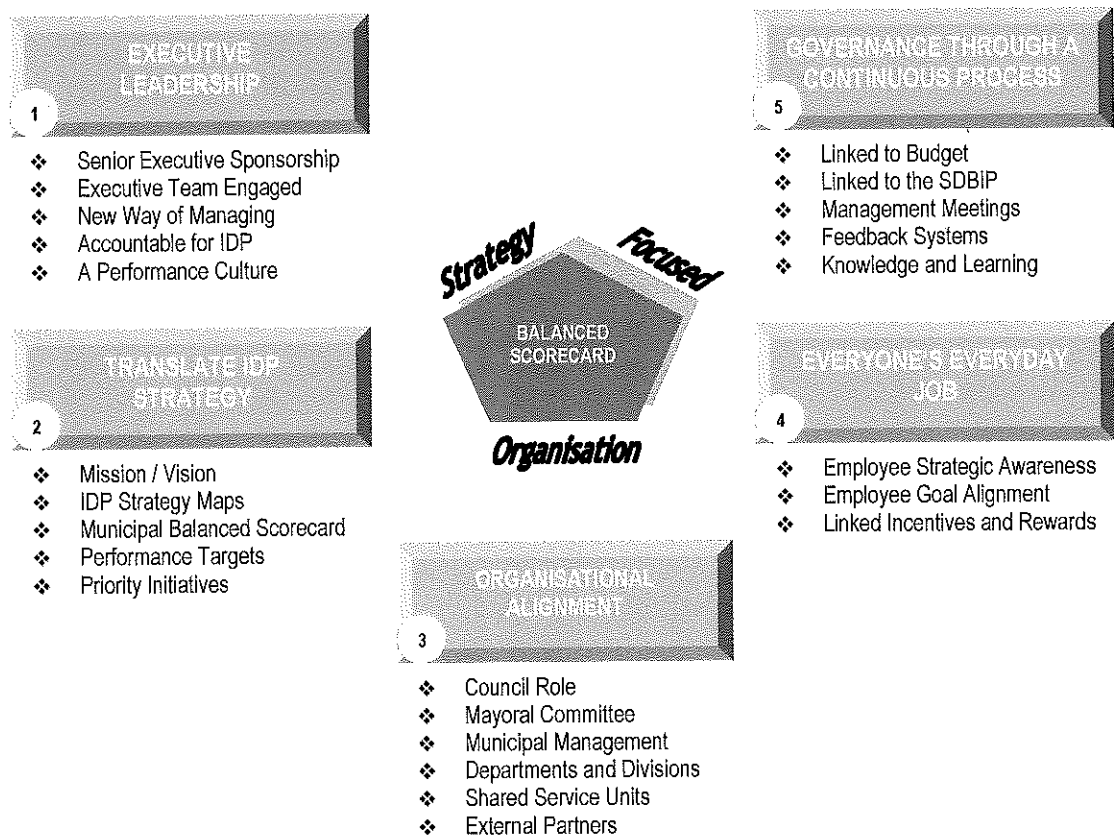 EXECUTIVE
LEADERSHIP
1
❖ Senior Executive Sponsorship
❖ Executive Team Engaged
❖ New Way of Managing
❖ Accountable for IDP
❖ A Performance Culture
TRANSLATE IDP
STRATEGY
2
❖ Mission / Vision
❖ IDP Strategy Maps
❖ Municipal Balanced Scorecard
❖ Performance Targets
❖ Priority Initiatives
Strategy
Focused
BALANCED
SCORECARD
Organisation
ORGANISATIONAL
ALIGNMENT
3
❖ Council Role
❖ Mayoral Committee
❖ Municipal Management
❖ Departments and Divisions
❖ Shared Service Units
❖ External Partners
EVERYONE'S EVERYDAY
JOB
4
❖ Employee Strategic Awareness
❖ Employee Goal Alignment
❖ Linked Incentives and Rewards
GOVERNANCE THROUGH A
CONTINUOUS PROCESS
5
❖ Linked to Budget
❖ Linked to the SDBIP
❖ Management Meetings
❖ Feedback Systems
❖ Knowledge and Learning